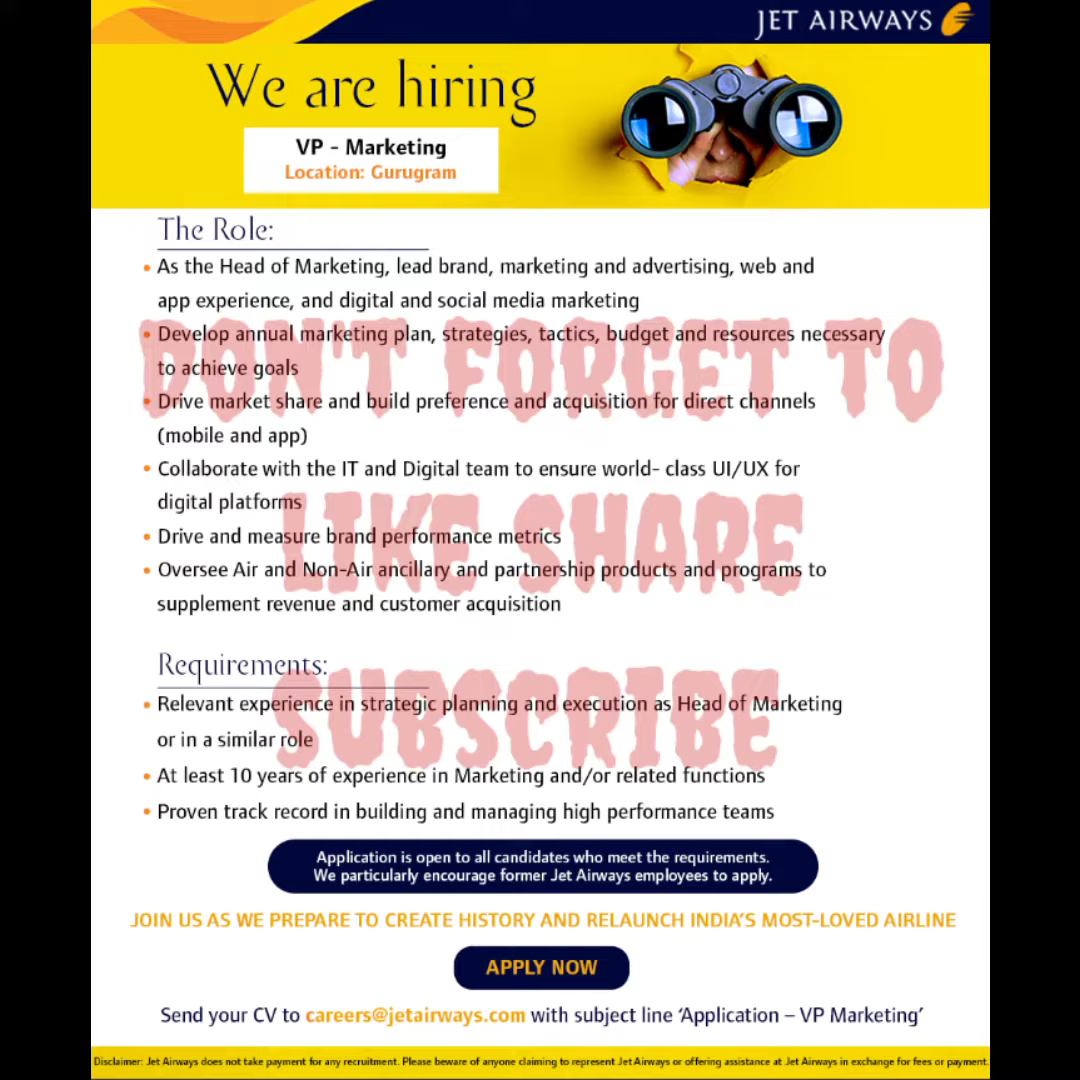 JET AIRWAYS
We are hiring
VP - Marketing
Location: Gurugram
The Role:
• As the Head of Marketing, lead brand, marketing and advertising, web and
app experience, and digital and social media marketing
• Develop annual marketing plan, strategies, tactics, budget and resources necessary
to achieve goals
DON'T FORGET TO
• Drive market share and build preference and acquisition for direct channels
(mobile and app)
• Collaborate with the IT and Digital team to ensure world- class UI/UX for
digital platforms
• Drive and measure brand performance metrics
LIKE SHARE
• Oversee Air and Non-Air ancillary and partnership products and programs to
supplement revenue and customer acquisition
Requirements:
• Relevant experience in strategic planning and execution as Head of Marketing
or in a similar role
SUBSCRIBE
• At least 10 years of experience in Marketing and/or related functions
• Proven track record in building and managing high performance teams
Application is open to all candidates who meet the requirements.
We particularly encourage former Jet Airways employees to apply.
JOIN US AS WE PREPARE TO CREATE HISTORY AND RELAUNCH INDIA'S MOST-LOVED AIRLINE
APPLY NOW
Send your CV to careers@jetairways.com with subject line 'Application – VP Marketing'
Disclaimer: Jet Airways does not take payment for any recruitment. Please beware of anyone claiming to represent Jet Airways or offering assistance at Jet Airways in exchange for fees or payment.